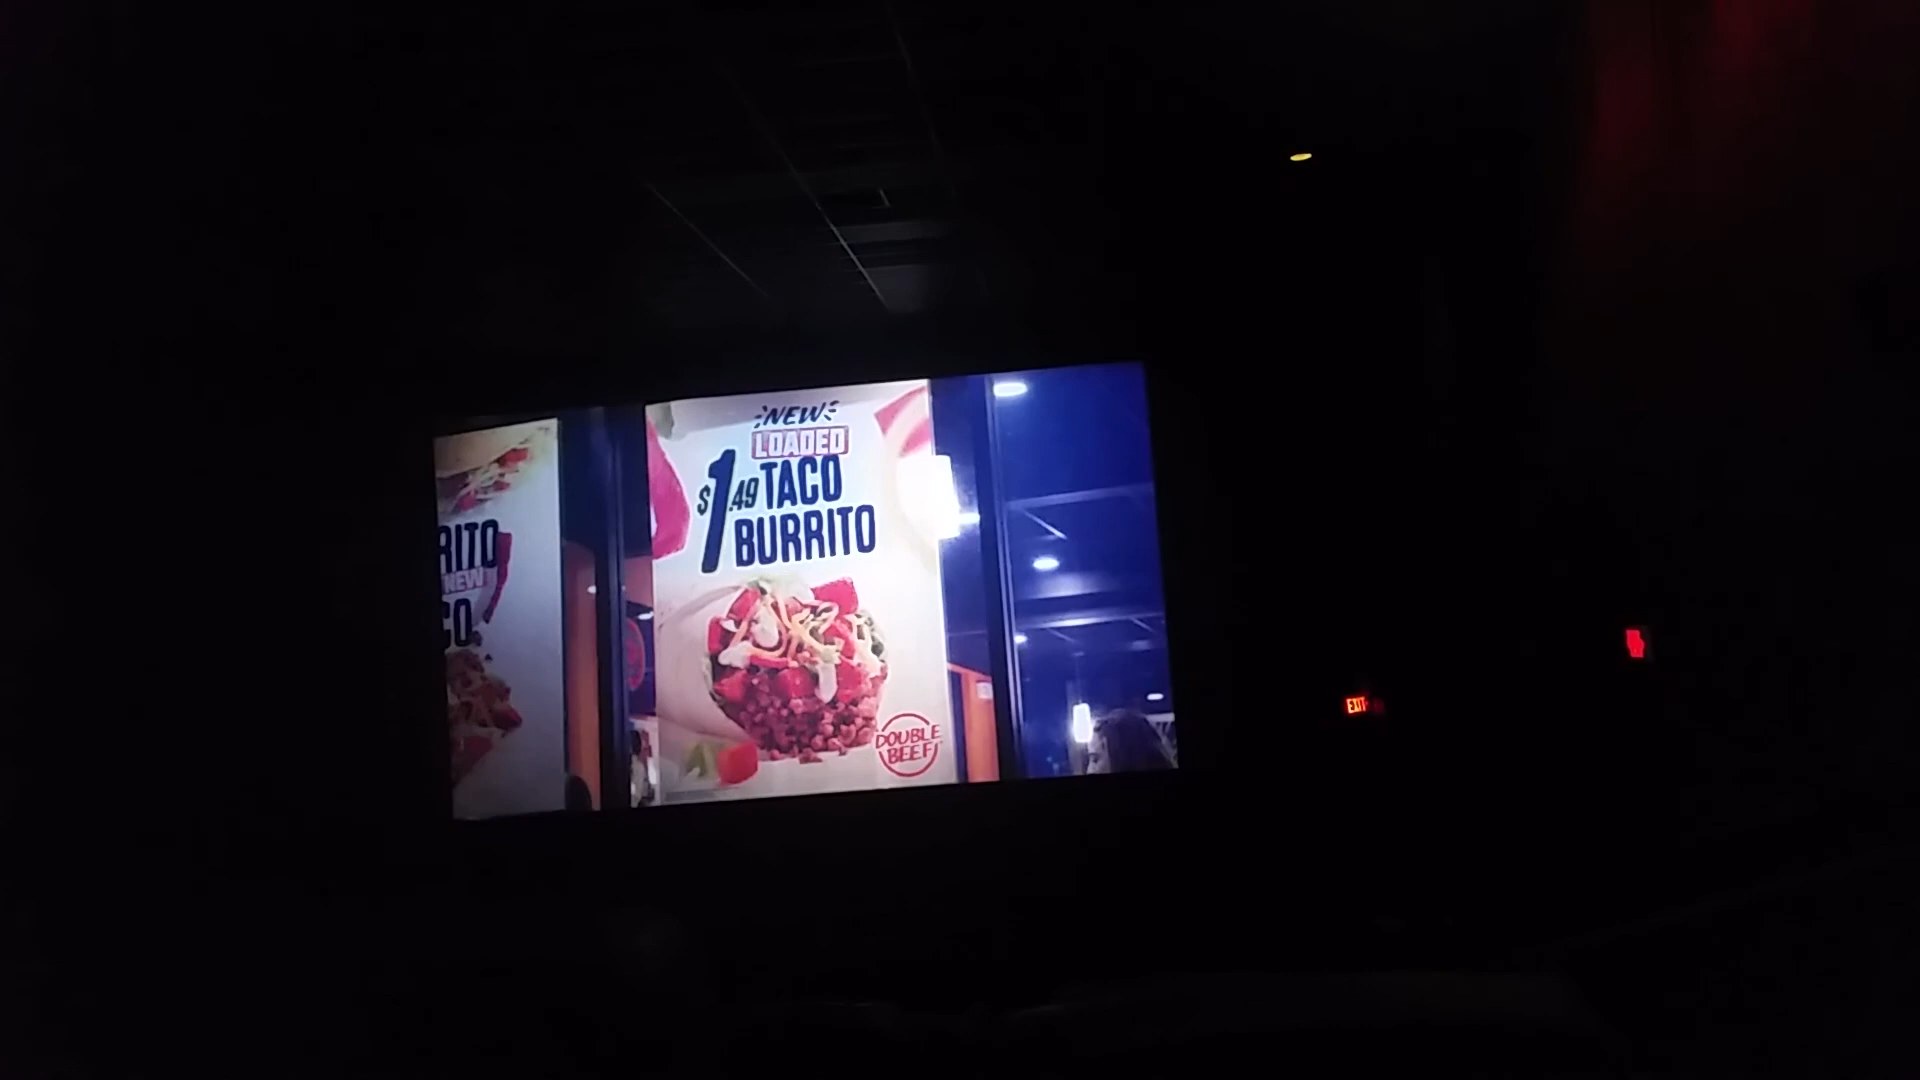 RITO
NEW
CO
NEW
LOADED
$1.49 TACO
BURRITO
DOUBLE
BEEF
EXIT